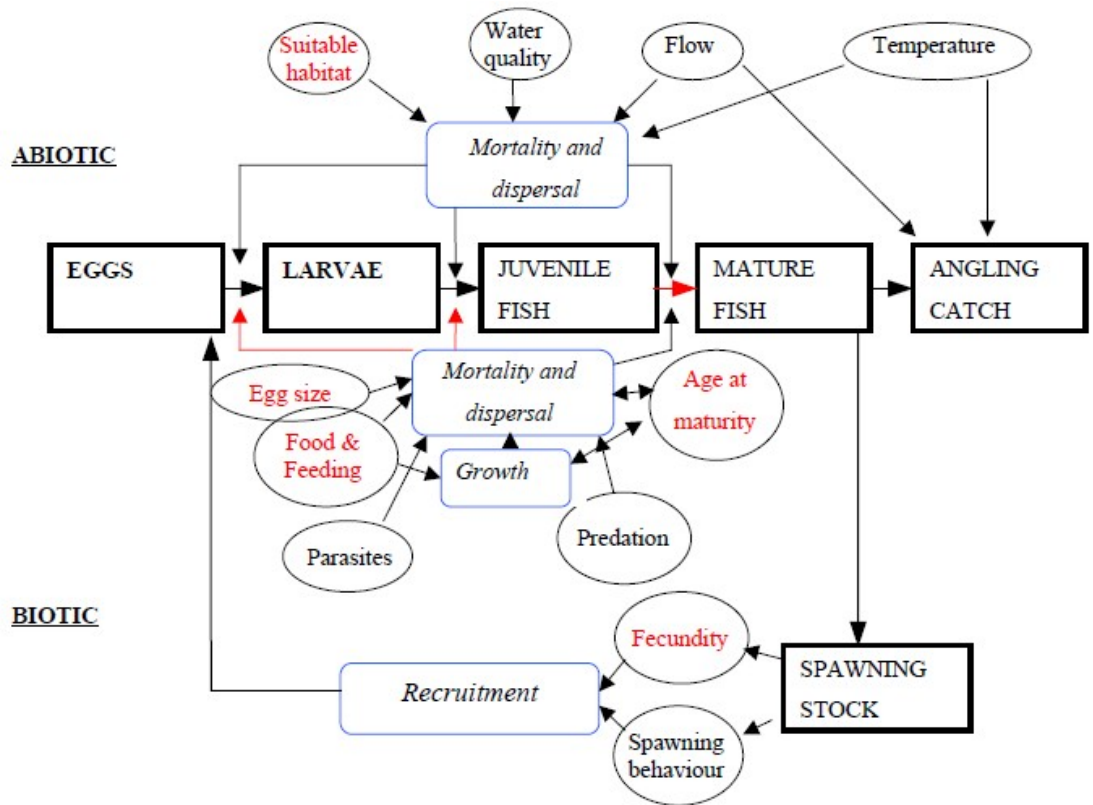 Suitable
habitat
Water
quality
Flow
Temperature
ABIOTIC
Mortality and
dispersal
EGGS
LARVAE
JUVENILE
FISH
MATURE
FISH
ANGLING
CATCH
Egg size
Mortality and
dispersal
Age at
maturity
Food &
Feeding
Growth
Parasites
Predation
BIOTIC
Fecundity
Recruitment
SPAWNING
STOCK
Spawning
behaviour